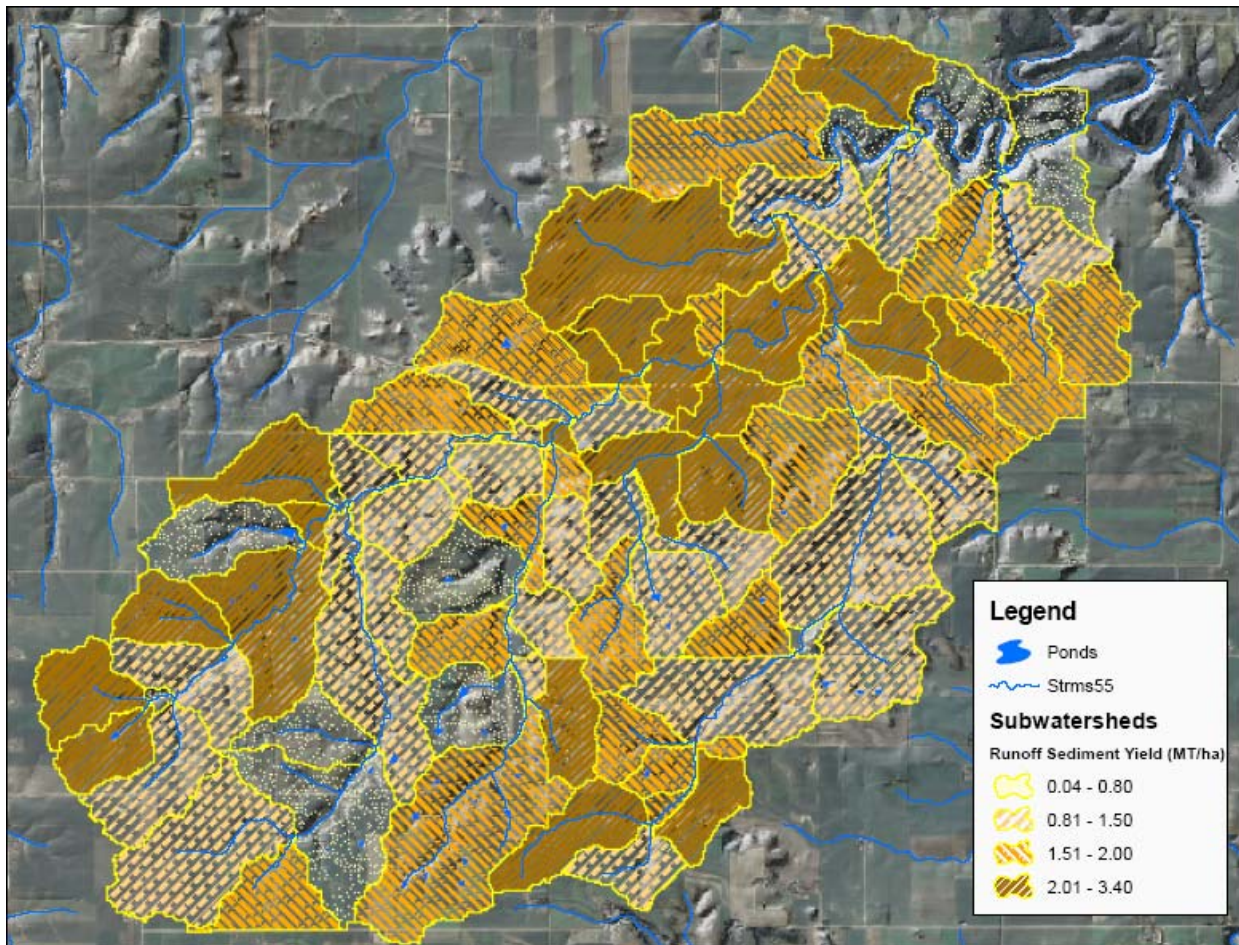 Legend
Ponds
Strms55
Subwatersheds
Runoff Sediment Yield (MT/ha)
0.04 - 0.80
0.81 - 1.50
1.51 - 2.00
2.01 - 3.40